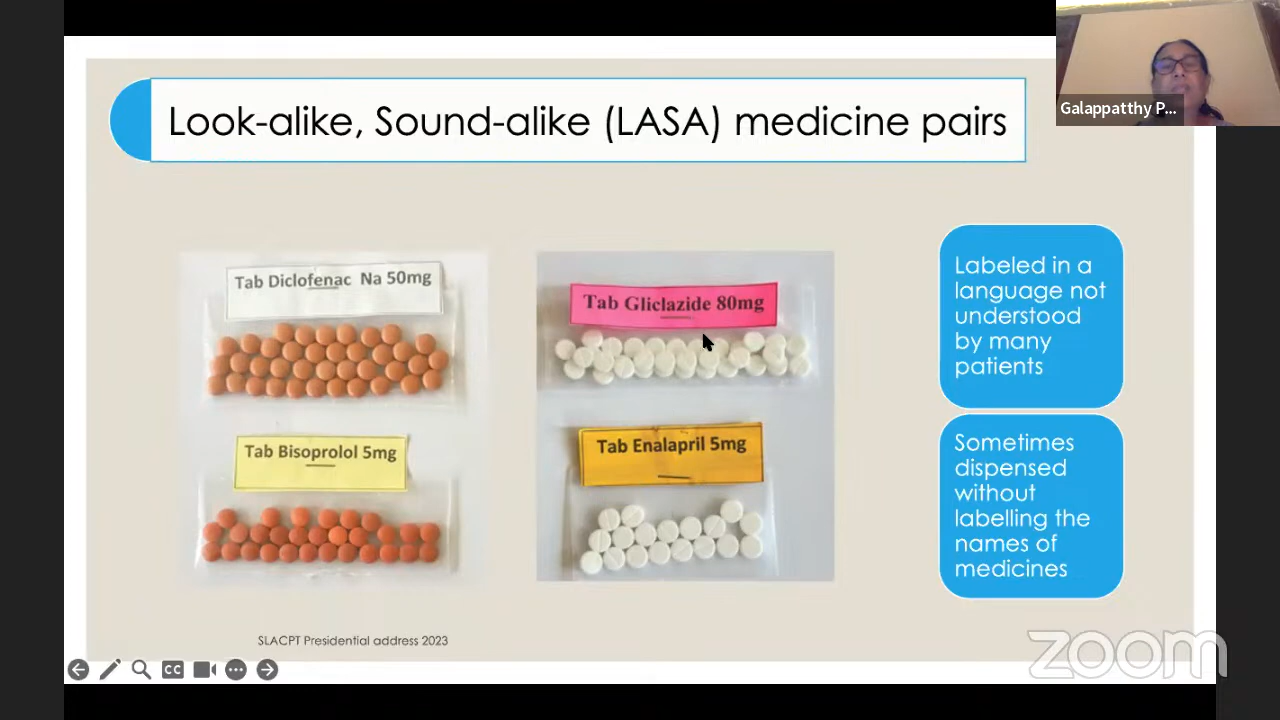 Look-alike, Sound-alike (LASA) medicine pairs
Galappatthy P...
Tab Diclofenac Na 50mg
Tab Bisoprolol 5mg
Tab Gliclazide 80mg
Tab Enalapril 5mg
Labeled in a
language not
understood
by many
patients
Sometimes
dispensed
without
labelling the
names of
medicines
SLACPT Presidential address 2023
CC
zoom